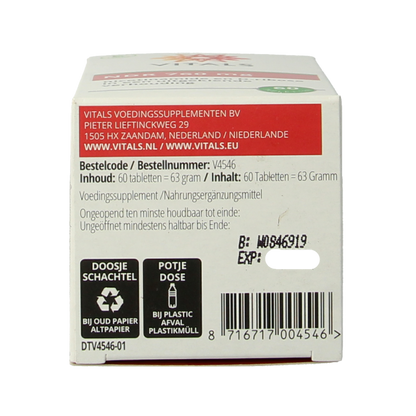 VITALS
VITALS VOEDINGSSUPPLEMENTEN BV
PIETER LIEFTINCKWEG 29
1505 HX ZAANDAM, NEDERLAND / NIEDERLANDE
WWW.VITALS.NL / WWW.VITALS.EU
Bestelcode / Bestellnummer: V4546
Inhoud: 60 tabletten = 63 gram / Inhalt: 60 Tabletten = 63 Gramm
Voedingssupplement /Nahrungsergänzungsmittel
Ongeopend ten minste houdbaar tot einde:
Ungeöffnet mindestens haltbar bis Ende:
B: W0846919
EXP:
DOOSJE
SCHACHTEL
BIJ OUD PAPIER
ALTPAPIER
POTJE
DOSE
BIJ PLASTIC
AFVAL
PLASTIKMÜLL
8 716717 004546 >
DTV4546-01